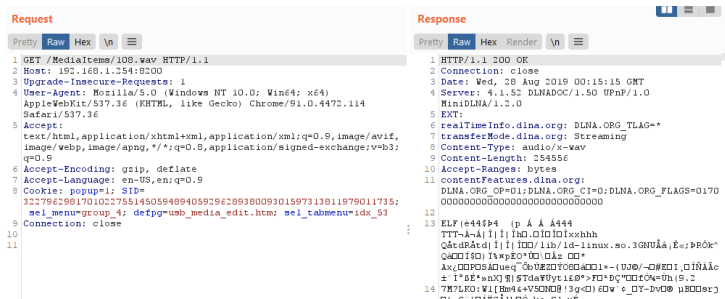 Request
Pretty Raw Hex \n
1 GET /MediaItems/108.wav HTTP/1.1
2 Host: 192.168.1.254:8200
3 Upgrade-Insecure-Requests: 1
4 User-Agent: Mozilla/5.0 (Windows NT 10.0; Win64; x64)
AppleWebKit/537.36 (KHTML, like Gecko) Chrome/91.0.4472.114
Safari/537.36
5 Accept:
text/html,application/xhtml+xml,application/xml;q=0.9,image/avif,
image/webp,image/apng,*/*;q=0.8,application/signed-exchange;v=b3;
q=0.9
6 Accept-Encoding: gzip, deflate
7 Accept-Language: en-US,en;q=0.9
8 Cookie: popup=1; SID=
sel_menu=group_4; defpg=usb_media_edit.htm; sel_tabmenu=idx_53
9 Connection: close
10
11
Response
Pretty Raw Hex Render \n
1 HTTP/1.1 200 OK
2 Connection: close
3 Date: Wed, 28 Aug 2019 00:15:15 GMT
4 Server: 4.1.52 DLNADOC/1.50 UPnP/1.0
MiniDLNA/1.2.0
5 EXT:
6 realTimeInfo.dlna.org: DLNA.ORG_TLAG=*
7 transferMode.dlna.org: Streaming
8 Content-Type: audio/x-wav
9 Content-Length: 254556
10 Accept-Ranges: bytes
11 contentFeatures.dlna.org:
DLNA.ORG_OP=01;DLNA.ORG_CI=0;DLNA.ORG_FLAGS=0170
12
13 ELF
/lib/ld-linux.so.3
14